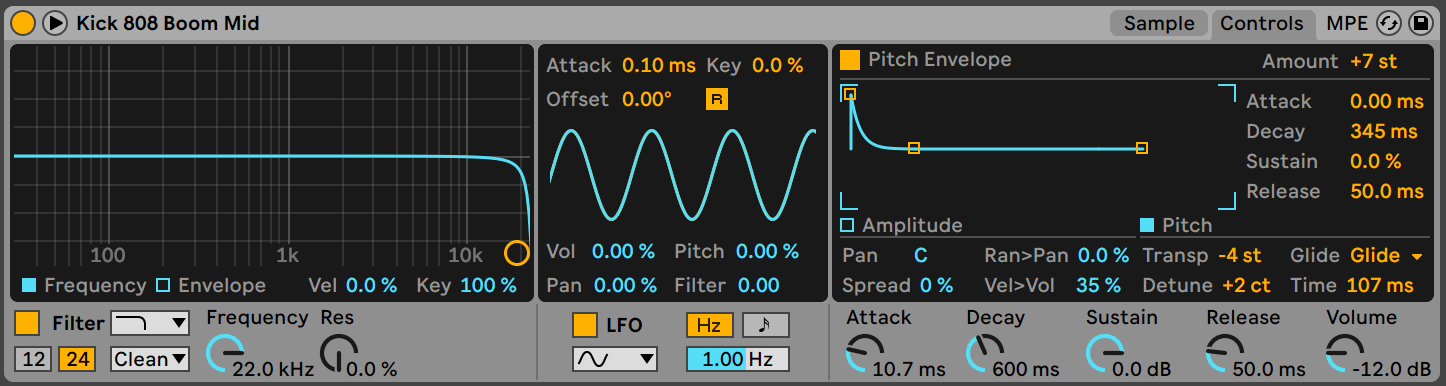 Kick 808 Boom Mid Sample Controls MPE
100 1k 10k
Frequency Envelope Vel 0.0 % Key 100 %
Attack 0.10 ms Key 0.0 %
Offset 0.00° R
Vol 0.00 % Pitch 0.00 %
Pan 0.00 % Filter 0.00
Pitch Envelope Amount +7 st
Attack 0.00 ms
Decay 345 ms
Sustain 0.0 %
Release 50.0 ms
Amplitude Pitch
Pan C Ran>Pan 0.0 % Transp -4 st Glide Glide
Spread 0 % Vel>Vol 35 % Detune +2 ct Time 107 ms
Filter Frequency Res
12 24 Clean 22.0 kHz 0.0 %
LFO Hz
1.00 Hz
Attack Decay Sustain Release Volume
10.7 ms 600 ms 0.0 dB 50.0 ms -12.0 dB